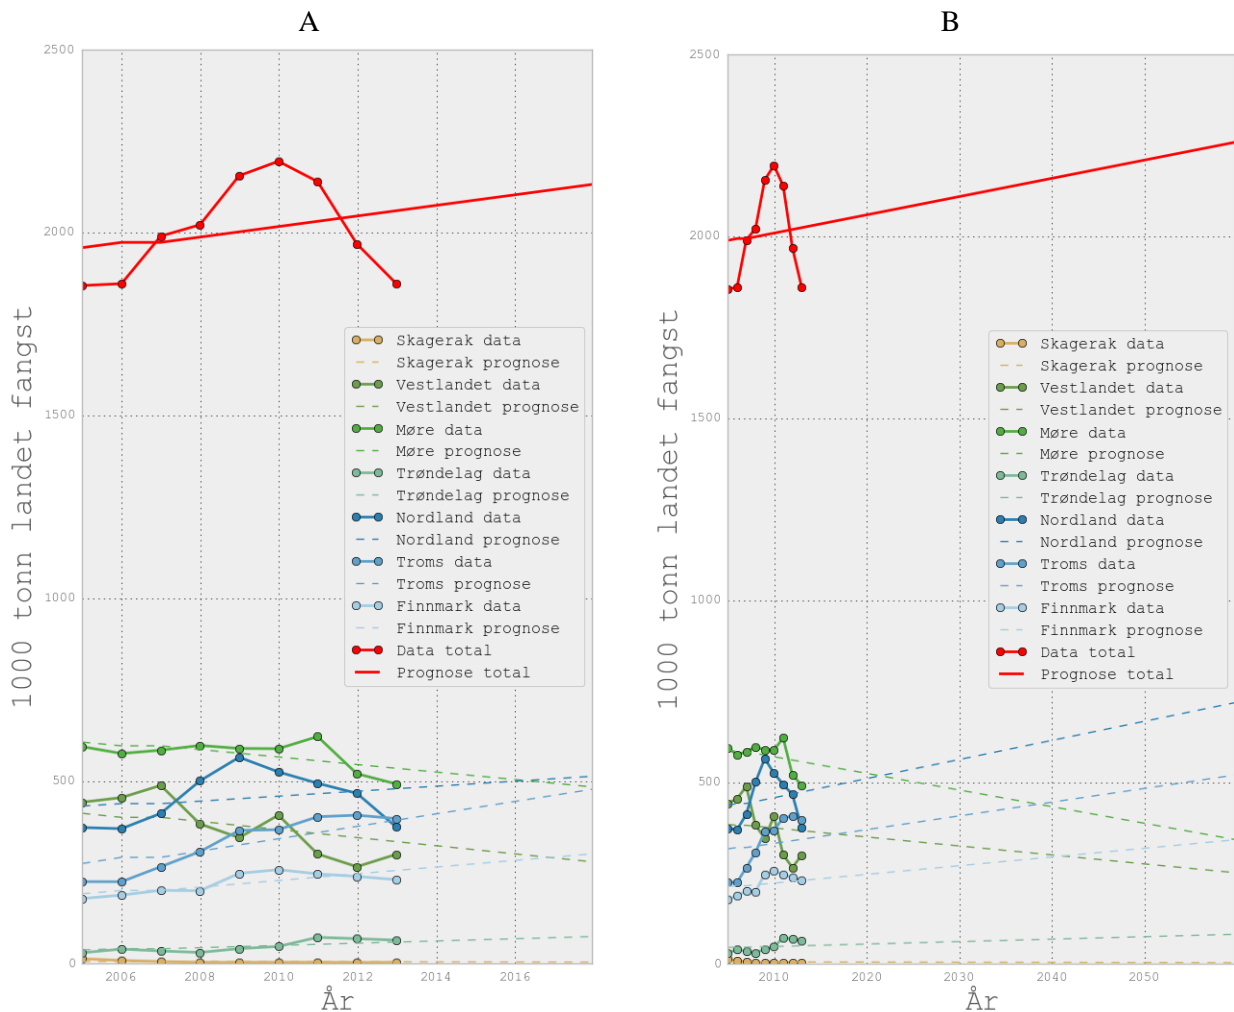 A
2500
2000
1500
1000
500
0
1000 tonn landet fangst
Skagerak data
Skagerak prognose
Vestlandet data
Vestlandet prognose
Møre data
Møre prognose
Trøndelag data
Trøndelag prognose
Nordland data
Nordland prognose
Troms data
Troms prognose
Finnmark data
Finnmark prognose
Data total
Prognose total
2006 2008 2010 2012 2014 2016
År
B
2500
2000
1500
1000
500
0
1000 tonn landet fangst
Skagerak data
Skagerak prognose
Vestlandet data
Vestlandet prognose
Møre data
Møre prognose
Trøndelag data
Trøndelag prognose
Nordland data
Nordland prognose
Troms data
Troms prognose
Finnmark data
Finnmark prognose
Data total
Prognose total
2010 2020 2030 2040 2050
År